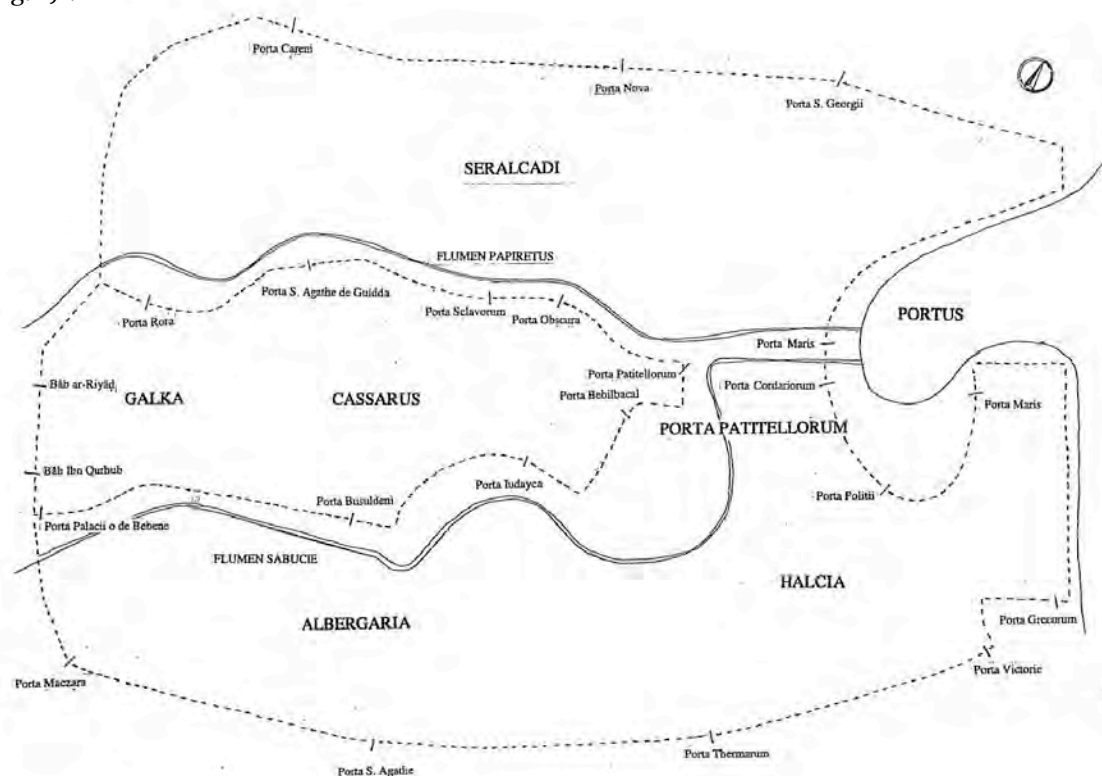 Porta Careni
Porta Nova
Porta S. Georgii
SERALCADI
FLUMEN PAPIRETUS
Porta S. Agathe de Guidda
Porta Rota
Porta Sclavorum
Porta Obscura
PORTUS
Porta Maris
Porta Patitellorum
Porta Cordariorum
Bāb ar-Riyāḍ
GALKA
CASSARUS
Porta Bebilbacal
Porta Maris
PORTA PATITELLORUM
Bāb Ibn Qurhub
Porta Iudayca
Porta Busuldeni
Porta Politii
Porta Palacii o de Bebene
FLUMEN SABUCIE
HALCIA
ALBERGARIA
Porta Grecorum
Porta Maczara
Porta Victorie
Porta Thermarum
Porta S. Agathe